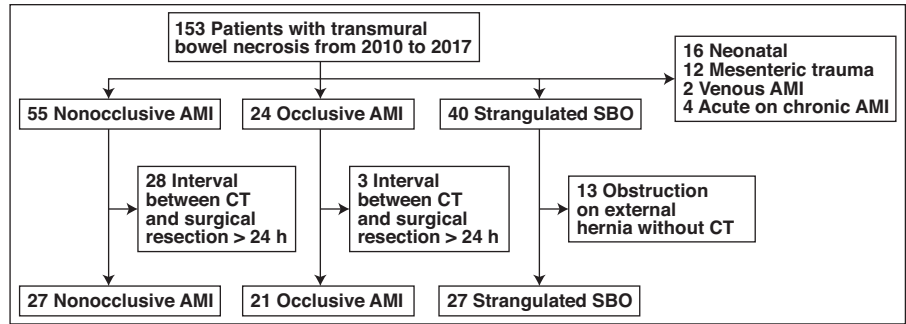 153 Patients with transmural
bowel necrosis from 2010 to 2017
16 Neonatal
12 Mesenteric trauma
2 Venous AMI
4 Acute on chronic AMI
55 Nonocclusive AMI
24 Occlusive AMI
40 Strangulated SBO
28 Interval
between CT
and surgical
resection > 24 h
3 Interval
between CT
and surgical
resection > 24 h
13 Obstruction
on external
hernia without CT
27 Nonocclusive AMI
21 Occlusive AMI
27 Strangulated SBO